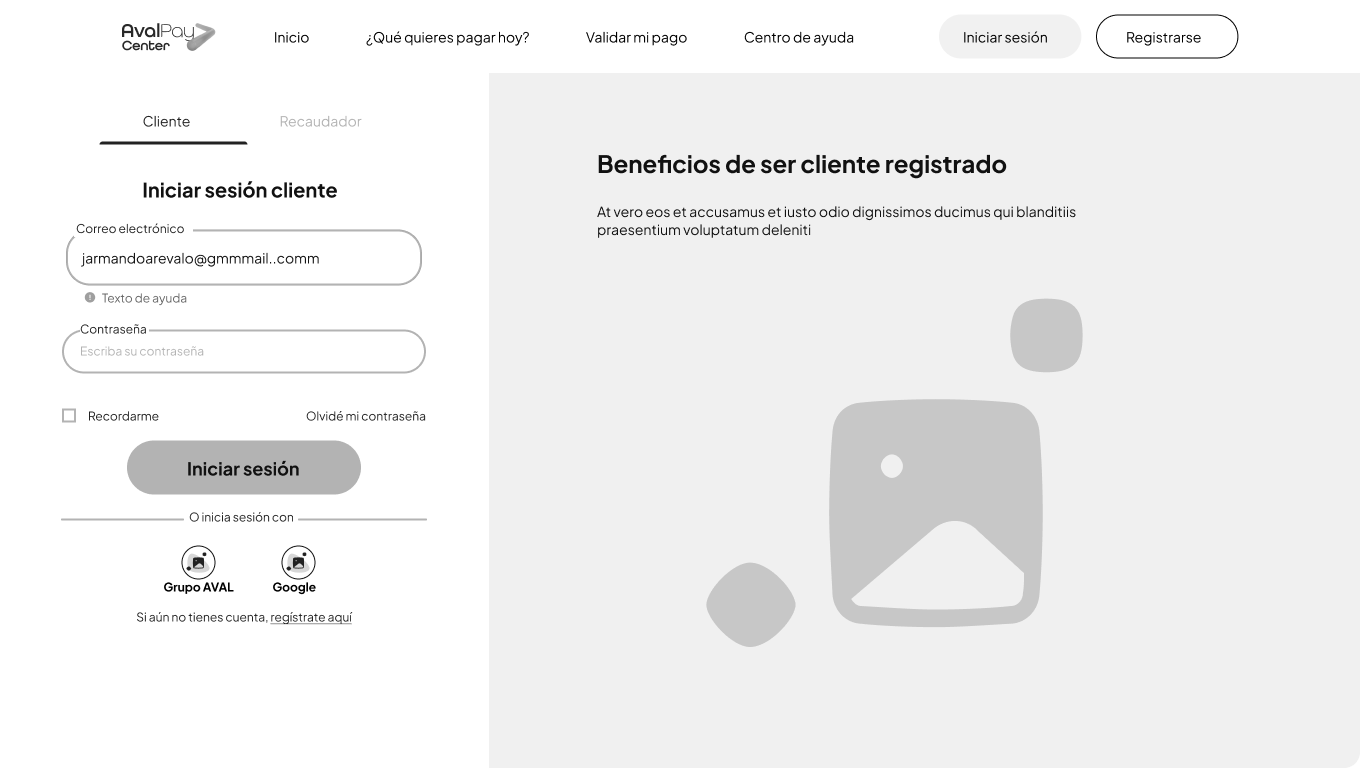 AvalPay
Center
Inicio
¿Qué quieres pagar hoy?
Validar mi pago
Centro de ayuda
Iniciar sesión
Registrarse
Cliente
Recaudador
Iniciar sesión cliente
Correo electrónico
jarmandoarevalo@gmmmail..comm
Texto de ayuda
Contraseña
Escriba su contraseña
Recordarme
Olvidé mi contraseña
Iniciar sesión
O inicia sesión con
Grupo AVAL
Google
Si aún no tienes cuenta, regístrate aquí
Beneficios de ser cliente registrado
At vero eos et accusamus et iusto odio dignissimos ducimus qui blanditiis
praesentium voluptatum deleniti